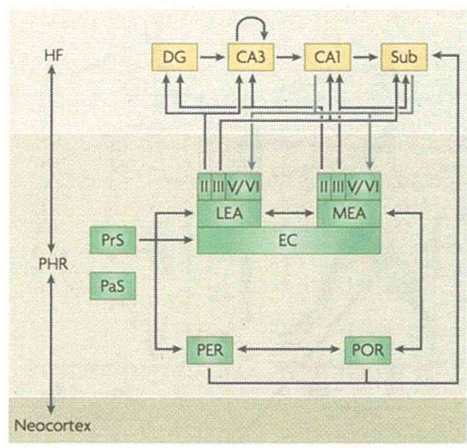 HF
DG CA3 CA1 Sub
II III V/VI II III V/VI
LEA MEA
PrS EC
PHR
PaS
PER POR
Neocortex